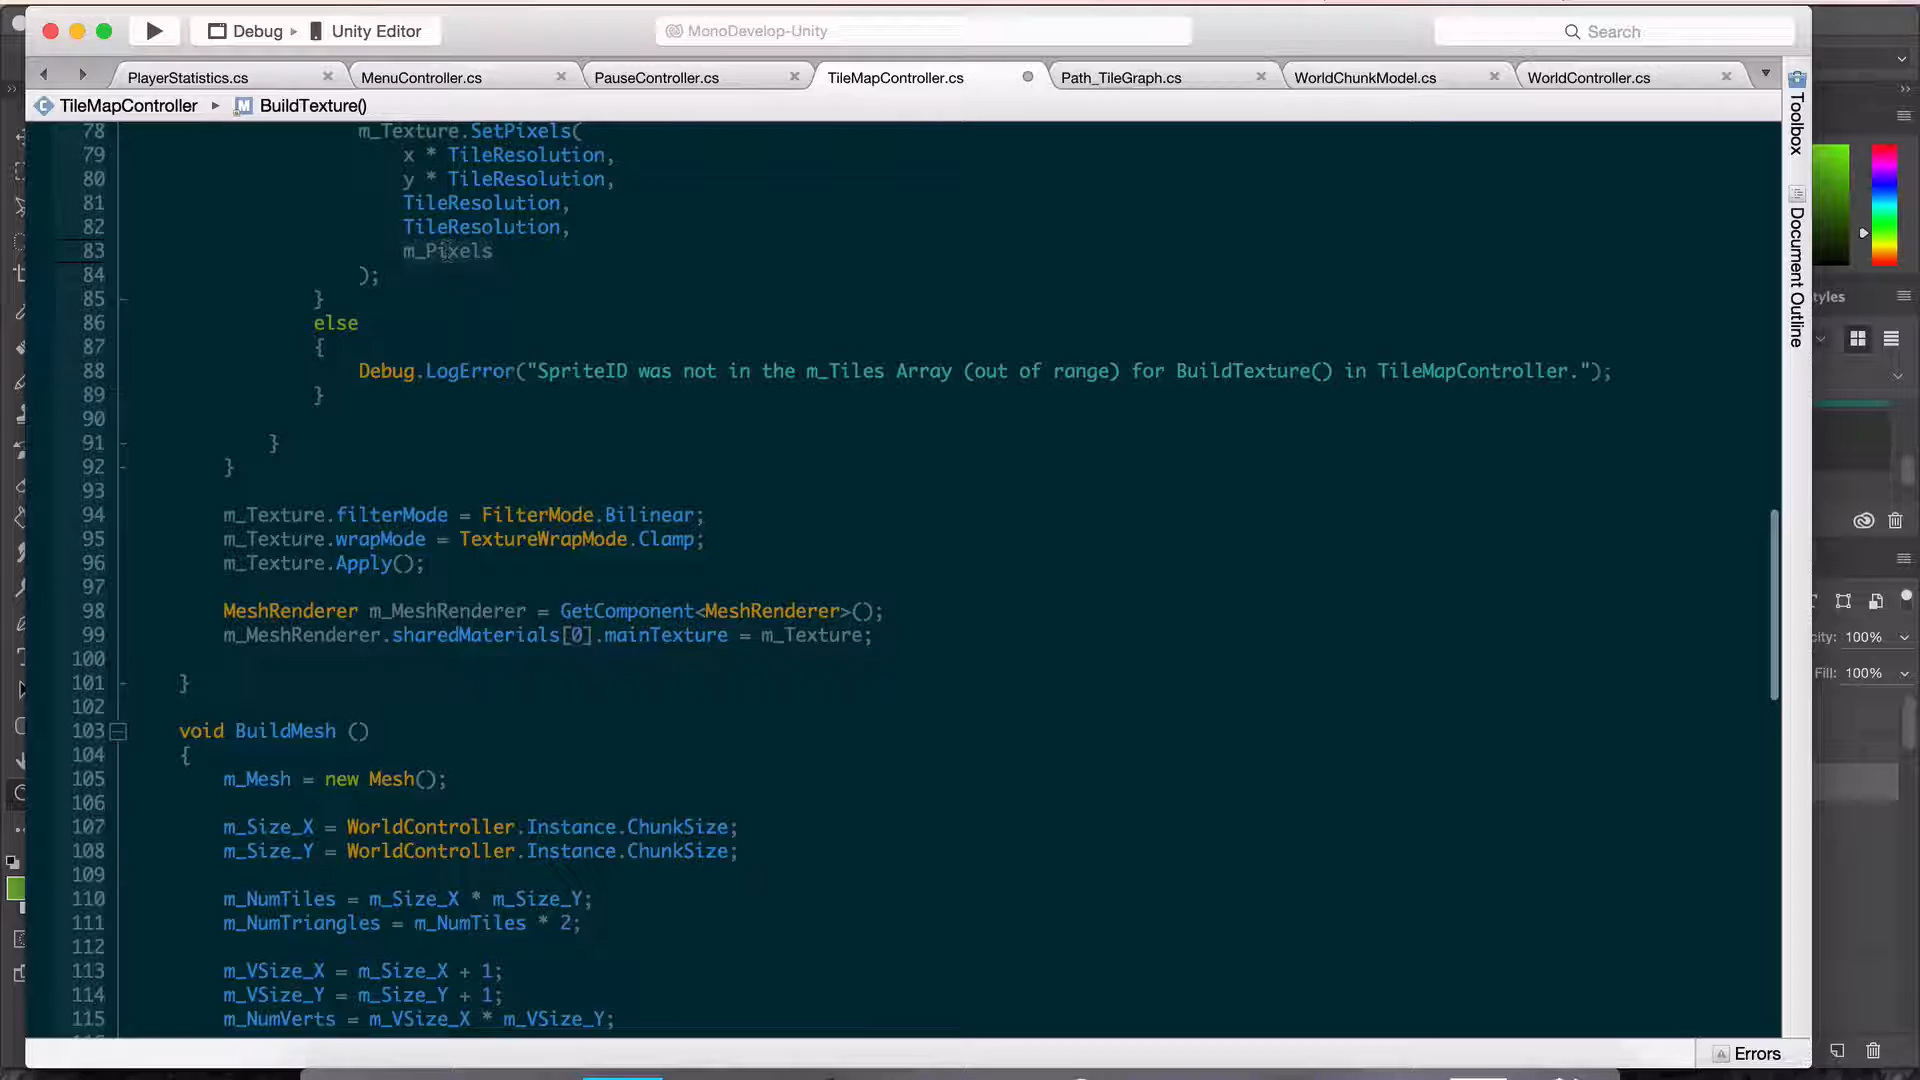 Debug
Unity Editor
MonoDevelop-Unity
Search
PlayerStatistics.cs
MenuController.cs
PauseController.cs
TileMapController.cs
Path_TileGraph.cs
WorldChunkModel.cs
WorldController.cs
TileMapController
M BuildTexture()
78 m_Texture.SetPixels(
79 x * TileResolution,
80 y * TileResolution,
81 TileResolution,
82 TileResolution,
83 m_Pixels
84 );
85 }
86 else
87 {
88 Debug.LogError("SpriteID was not in the m_Tiles Array (out of range) for BuildTexture() in TileMapController.");
89 }
90
91 }
92 }
93
94 m_Texture.filterMode = FilterMode.Bilinear;
95 m_Texture.wrapMode = TextureWrapMode.Clamp;
96 m_Texture.Apply();
97
98 MeshRenderer m_MeshRenderer = GetComponent<MeshRenderer>();
99 m_MeshRenderer.sharedMaterials[0].mainTexture = m_Texture;
100
101 }
102
103 void BuildMesh ()
104 {
105 m_Mesh = new Mesh();
106
107 m_Size_X = WorldController.Instance.ChunkSize;
108 m_Size_Y = WorldController.Instance.ChunkSize;
109
110 m_NumTiles = m_Size_X * m_Size_Y;
111 m_NumTriangles = m_NumTiles * 2;
112
113 m_VSize_X = m_Size_X + 1;
114 m_VSize_Y = m_Size_Y + 1;
115 m_NumVerts = m_VSize_X * m_VSize_Y;
Toolbox
Document Outline
Errors
tyles
city: 100%
Fill: 100%